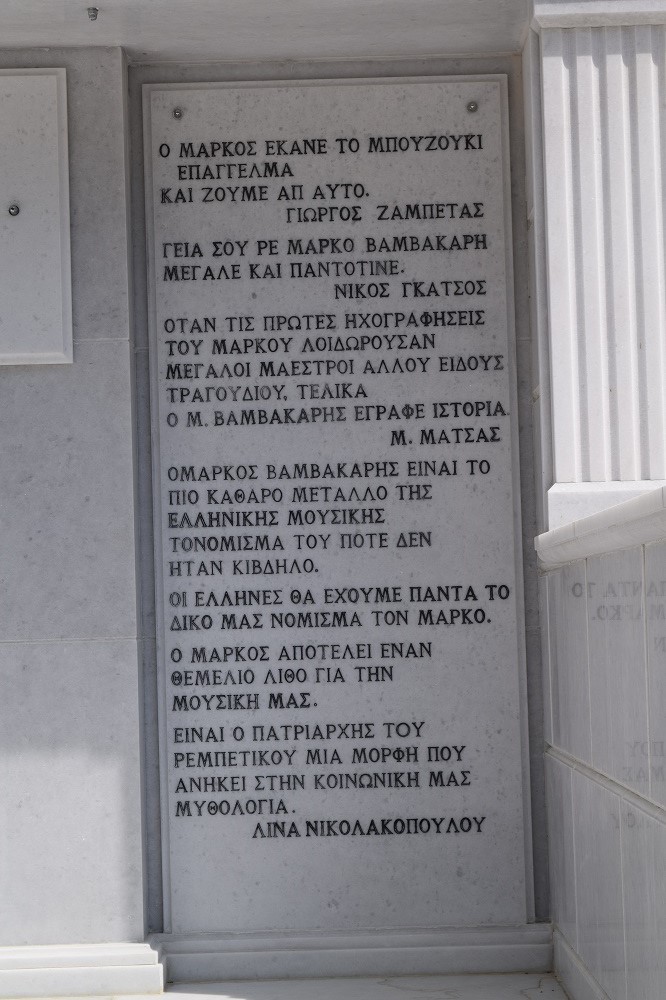 Ο ΜΑΡΚΟΣ ΕΚΑΝΕ ΤΟ ΜΠΟΥΖΟΥΚΙ
ΕΠΑΓΓΕΛΜΑ
ΚΑΙ ΖΟΥΜΕ ΑΠ ΑΥΤΟ.
ΓΙΩΡΓΟΣ ΖΑΜΠΕΤΑΣ
ΓΕΙΑ ΣΟΥ ΡΕ ΜΑΡΚΟ ΒΑΜΒΑΚΑΡΗ
ΜΕΓΑΛΕ ΚΑΙ ΠΑΝΤΟΤΙΝΕ.
ΝΙΚΟΣ ΓΚΑΤΣΟΣ
ΟΤΑΝ ΤΙΣ ΠΡΩΤΕΣ ΗΧΟΓΡΑΦΗΣΕΙΣ
ΤΟΥ ΜΑΡΚΟΥ ΛΟΙΔΩΡΟΥΣΑΝ
ΜΕΓΑΛΟΙ ΜΑΕΣΤΡΟΙ ΑΛΛΟΥ ΕΙΔΟΥΣ
ΤΡΑΓΟΥΔΙΟΥ, ΤΕΛΙΚΑ
Ο Μ. ΒΑΜΒΑΚΑΡΗΣ ΕΓΡΑΦΕ ΙΣΤΟΡΙΑ.
Μ. ΜΑΤΣΑΣ
ΟΜΑΡΚΟΣ ΒΑΜΒΑΚΑΡΗΣ ΕΙΝΑΙ ΤΟ
ΠΙΟ ΚΑΘΑΡΟ ΜΕΤΑΛΛΟ ΤΗΣ
ΕΛΛΗΝΙΚΗΣ ΜΟΥΣΙΚΗΣ
ΤΟΝΟΜΙΣΜΑ ΤΟΥ ΠΟΤΕ ΔΕΝ
ΗΤΑΝ ΚΙΒΔΗΛΟ.
ΟΙ ΕΛΛΗΝΕΣ ΘΑ ΕΧΟΥΜΕ ΠΑΝΤΑ ΤΟ
ΔΙΚΟ ΜΑΣ ΝΟΜΙΣΜΑ ΤΟΝ ΜΑΡΚΟ.
Ο ΜΑΡΚΟΣ ΑΠΟΤΕΛΕΙ ΕΝΑΝ
ΘΕΜΕΛΙΟ ΛΙΘΟ ΓΙΑ ΤΗΝ
ΜΟΥΣΙΚΗ ΜΑΣ.
ΕΙΝΑΙ Ο ΠΑΤΡΙΑΡΧΗΣ ΤΟΥ
ΡΕΜΠΕΤΙΚΟΥ ΜΙΑ ΜΟΡΦΗ ΠΟΥ
ΑΝΗΚΕΙ ΣΤΗΝ ΚΟΙΝΩΝΙΚΗ ΜΑΣ
ΜΥΘΟΛΟΓΙΑ.
ΛΙΝΑ ΝΙΚΟΛΑΚΟΠΟΥΛΟΥ